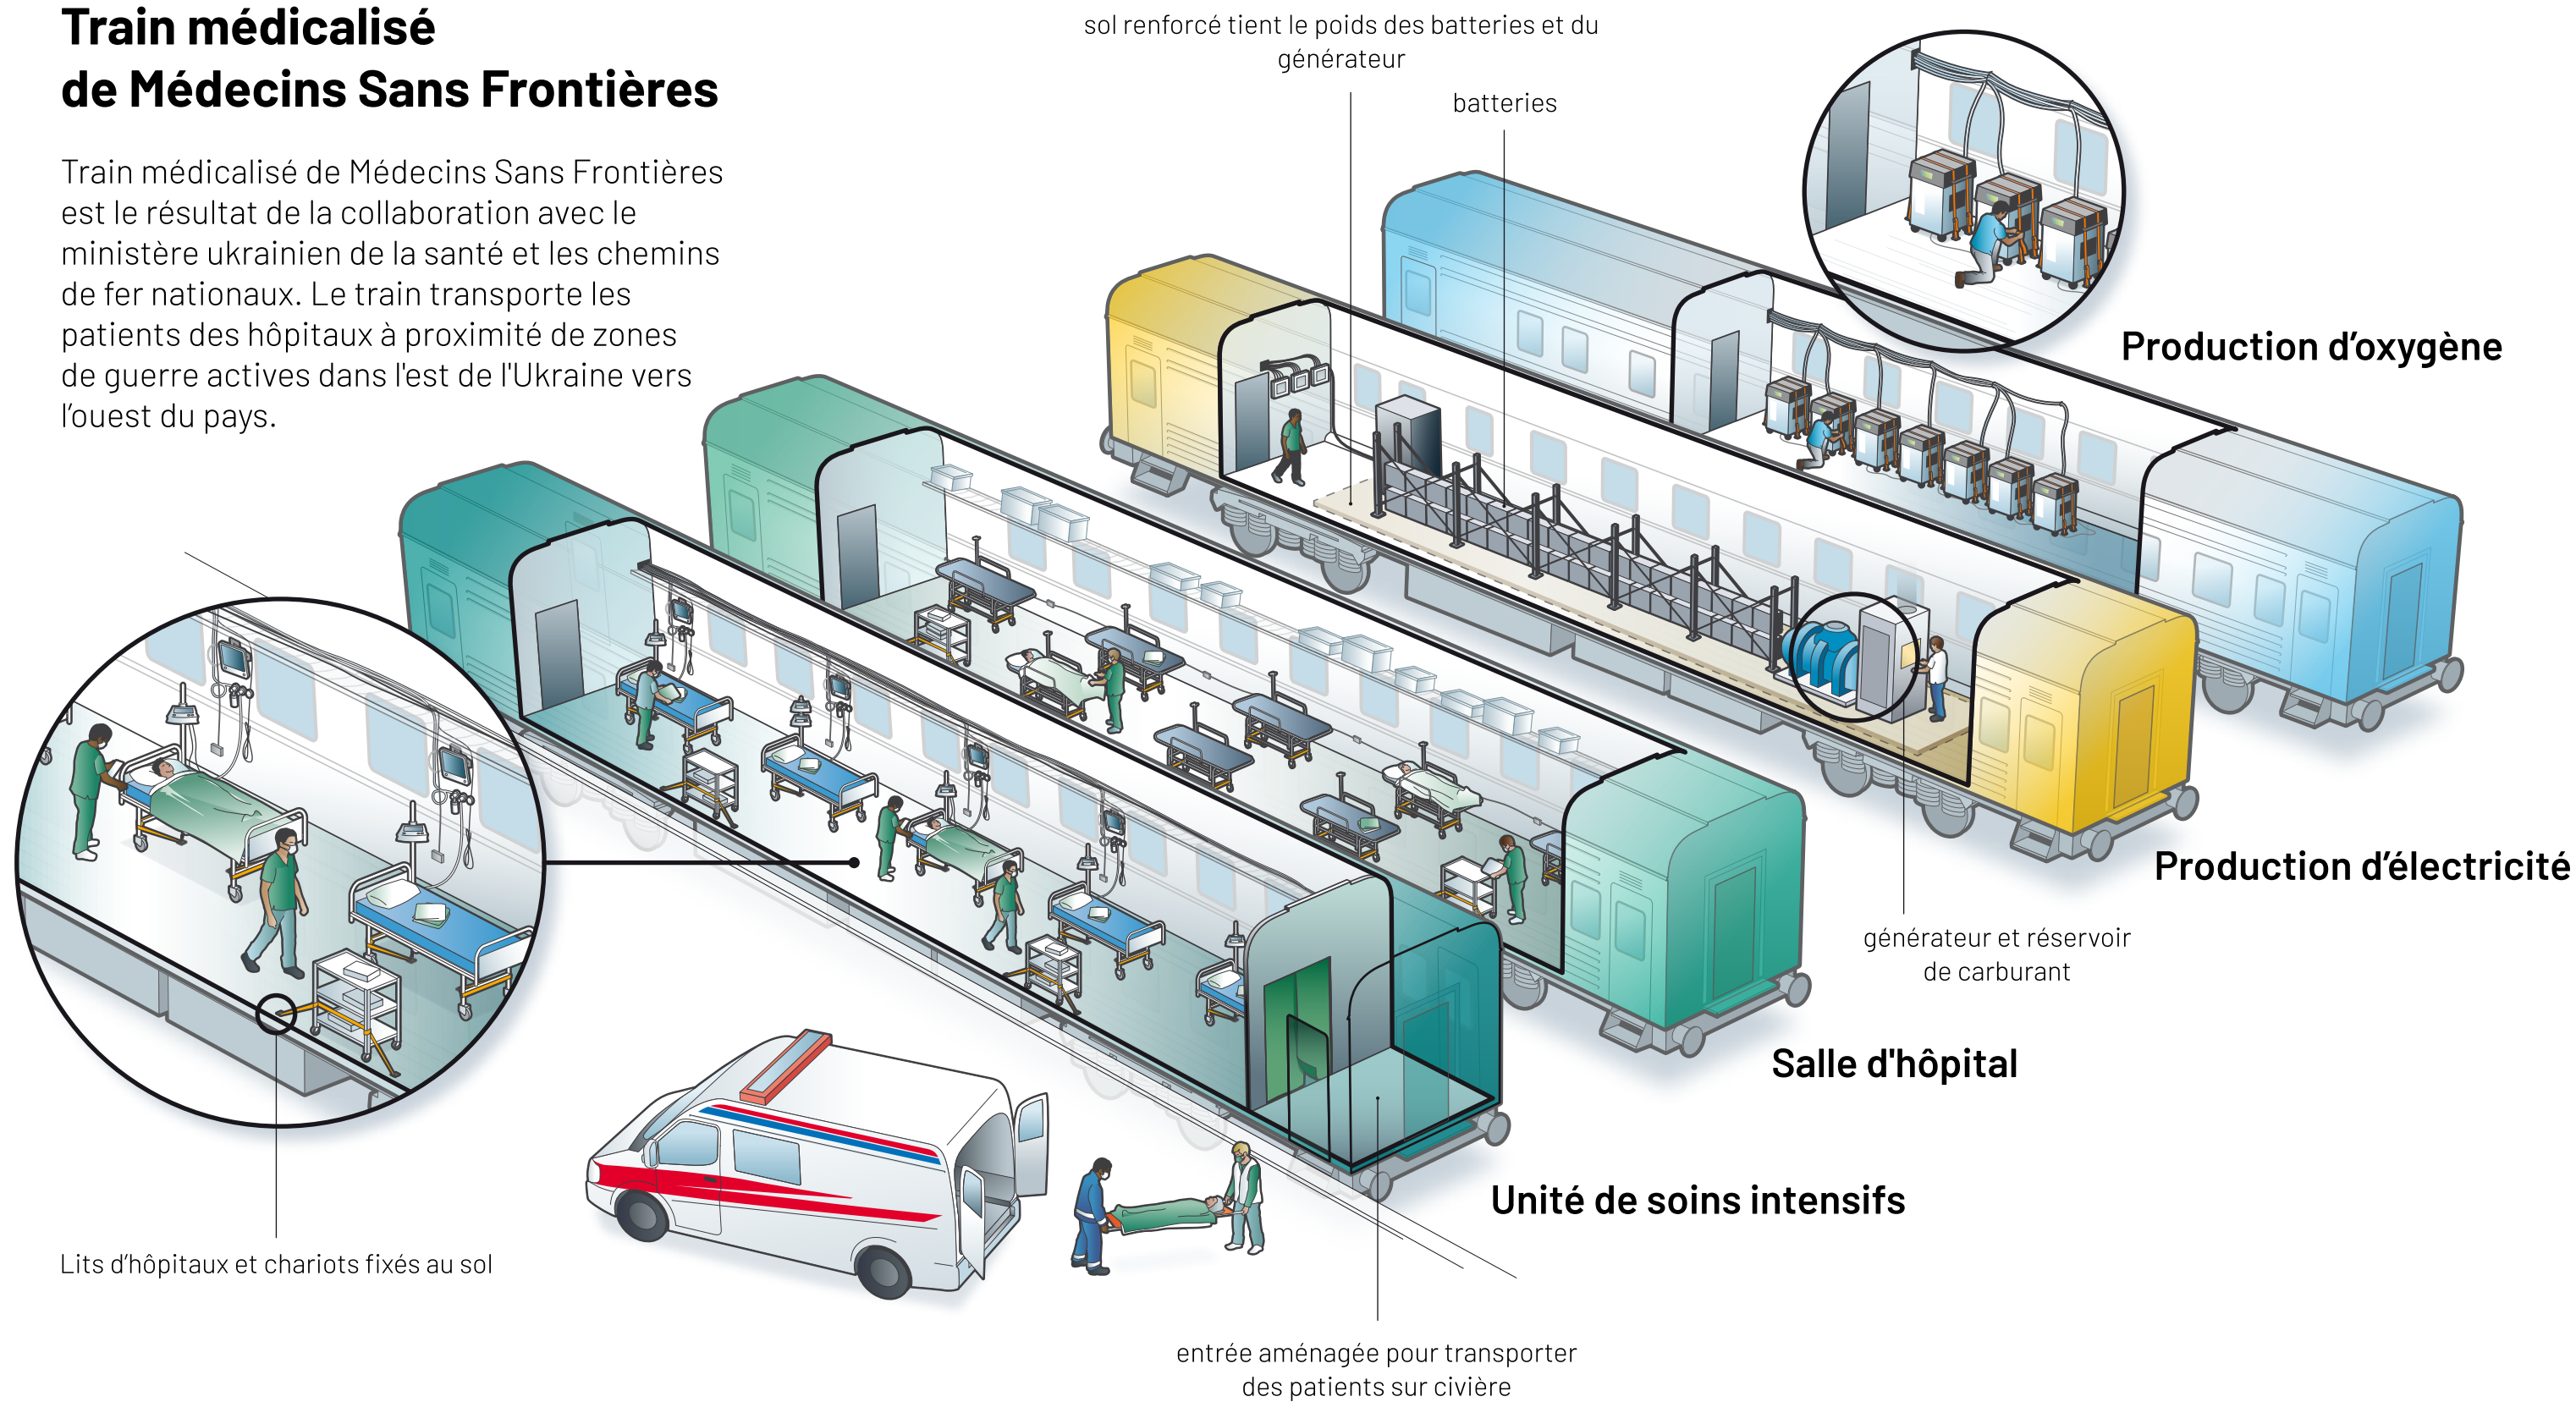 Train médicalisé
de Médecins Sans Frontières
Train médicalisé de Médecins Sans Frontières
est le résultat de la collaboration avec le
ministère ukrainien de la santé et les chemins
de fer nationaux. Le train transporte les
patients des hôpitaux à proximité de zones
de guerre actives dans l'est de l'Ukraine vers
l’ouest du pays.
sol renforcé tient le poids des batteries et du
générateur
batteries
Production d’oxygène
Production d’électricité
générateur et réservoir
de carburant
Salle d'hôpital
Unité de soins intensifs
Lits d’hôpitaux et chariots fixés au sol
entrée aménagée pour transporter
des patients sur civière